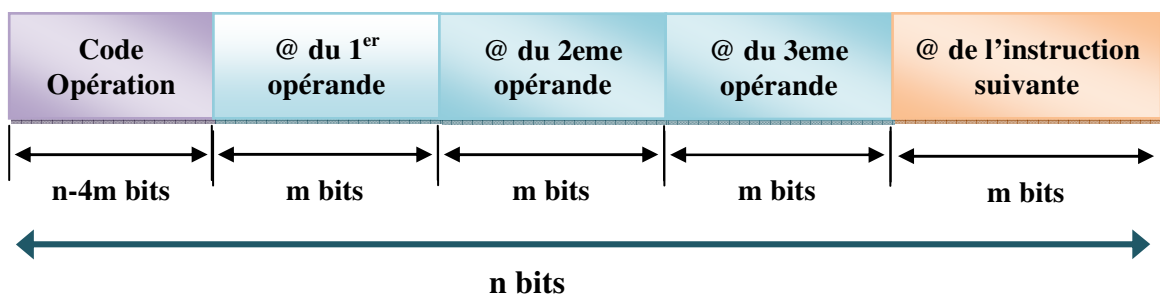 Code @ du 1er @ du 2eme @ du 3eme @ de l’instruction
Opération opérande opérande opérande suivante
n-4m bits m bits m bits m bits m bits
n bits